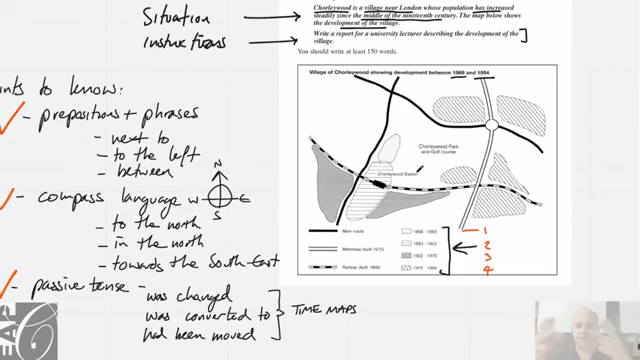 Situation
instructions
Chorleywood is a village near London whose population has increased
steadily since the middle of the nineteenth century. The map below shows
the development of the village.
Write a report for a university lecturer describing the development of the
village.
You should write at least 150 words.
nts to know:
- prepositions + phrases
- next to
- to the left
- between
- compass language
N
W
E
S
- to the north
- in the north
- towards the South-East
- passive tense
- was changed
was converted to
had been moved
TIME MAPS
Village of Chorleywood showing development between 1868 and 1994
Chorleywood Park
and Golf course
Chorleywood Station
Main roads
Motorway (built 1970)
Railway (built 1909)
1868 - 1883
1883 - 1922
1922 - 1970
1970 - 1994
1
2
3
4
EAP